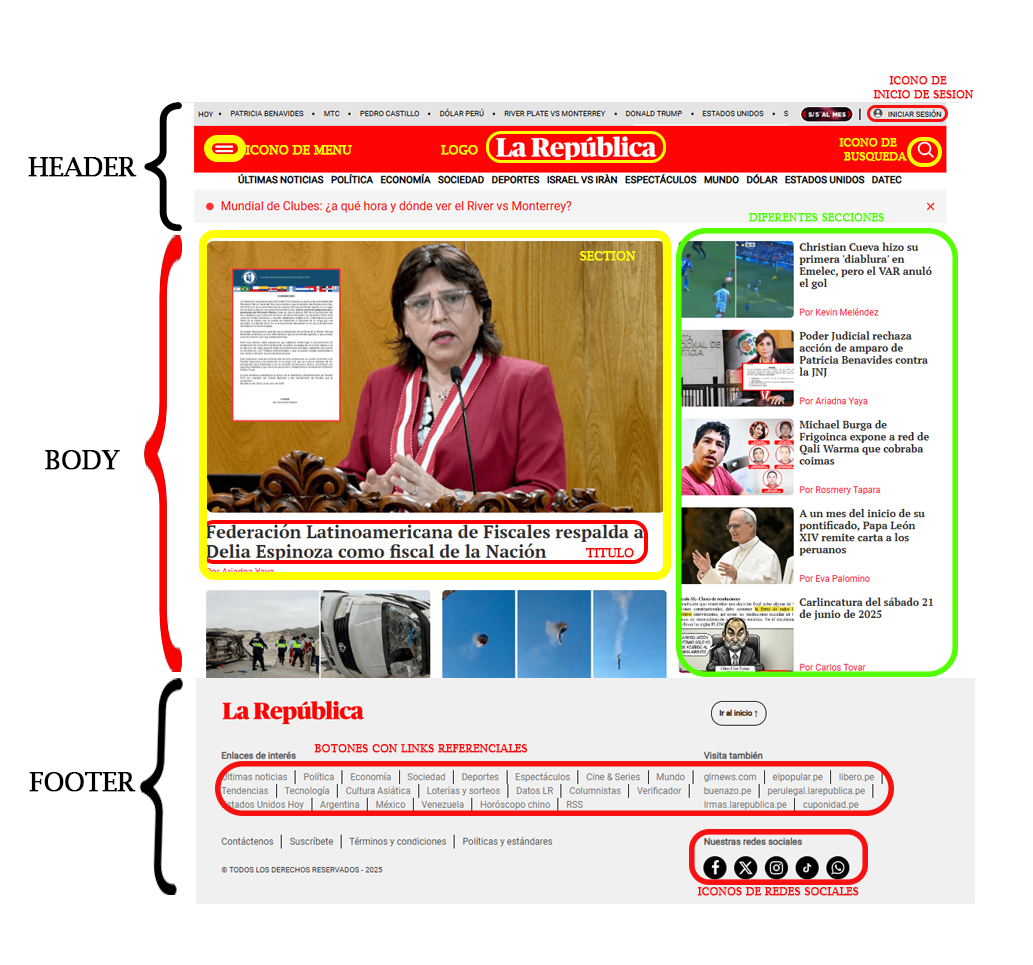 ICONO DE
INICIO DE SESION
HOY • PATRICIA BENAVIDES • MTC • PEDRO CASTILLO • DÓLAR PERÚ • RIVER PLATE VS MONTERREY • DONALD TRUMP • ESTADOS UNIDOS • S
S/5 AL MES
INICIAR SESIÓN
HEADER
ICONO DE MENU
LOGO
La República
ICONO DE
BUSQUEDA
ÚLTIMAS NOTICIAS POLÍTICA ECONOMÍA SOCIEDAD DEPORTES ISRAEL VS IRÀN ESPECTÁCULOS MUNDO DÓLAR ESTADOS UNIDOS DATEC
Mundial de Clubes: ¿a qué hora y dónde ver el River vs Monterrey?
DIFERENTES SECCIONES
BODY
SECTION
Federación Latinoamericana de Fiscales respalda a
Delia Espinoza como fiscal de la Nación
TITULO
Por Ariadna Yaya
Christian Cueva hizo su
primera 'diablura' en
Emelec, pero el VAR anuló
el gol
Por Kevin Meléndez
Poder Judicial rechaza
acción de amparo de
Patricia Benavides contra
la JNJ
Por Ariadna Yaya
Michael Burga de
Frigoinca expone a red de
Qali Warma que cobraba
coimas
Por Rosmery Tapara
A un mes del inicio de su
pontificado, Papa León
XIV remite carta a los
peruanos
Por Eva Palomino
Carlincatura del sábado 21
de junio de 2025
Por Carlos Tovar
FOOTER
La República
Ir al inicio ↑
Enlaces de interés
BOTONES CON LINKS REFERENCIALES
Últimas noticias | Política | Economía | Sociedad | Deportes | Espectáculos | Cine & Series | Mundo
Tendencias | Tecnología | Cultura Asiática | Loterías y sorteos | Datos LR | Columnistas | Verificador
Estados Unidos Hoy | Argentina | México | Venezuela | Horóscopo chino | RSS
Visita también
glrnews.com | elpopular.pe | libero.pe
buenazo.pe | perulegal.larepublica.pe
lrmas.larepublica.pe | cuponidad.pe
Contáctenos | Suscríbete | Términos y condiciones | Políticas y estándares
Nuestras redes sociales
© TODOS LOS DERECHOS RESERVADOS - 2025
ICONOS DE REDES SOCIALES